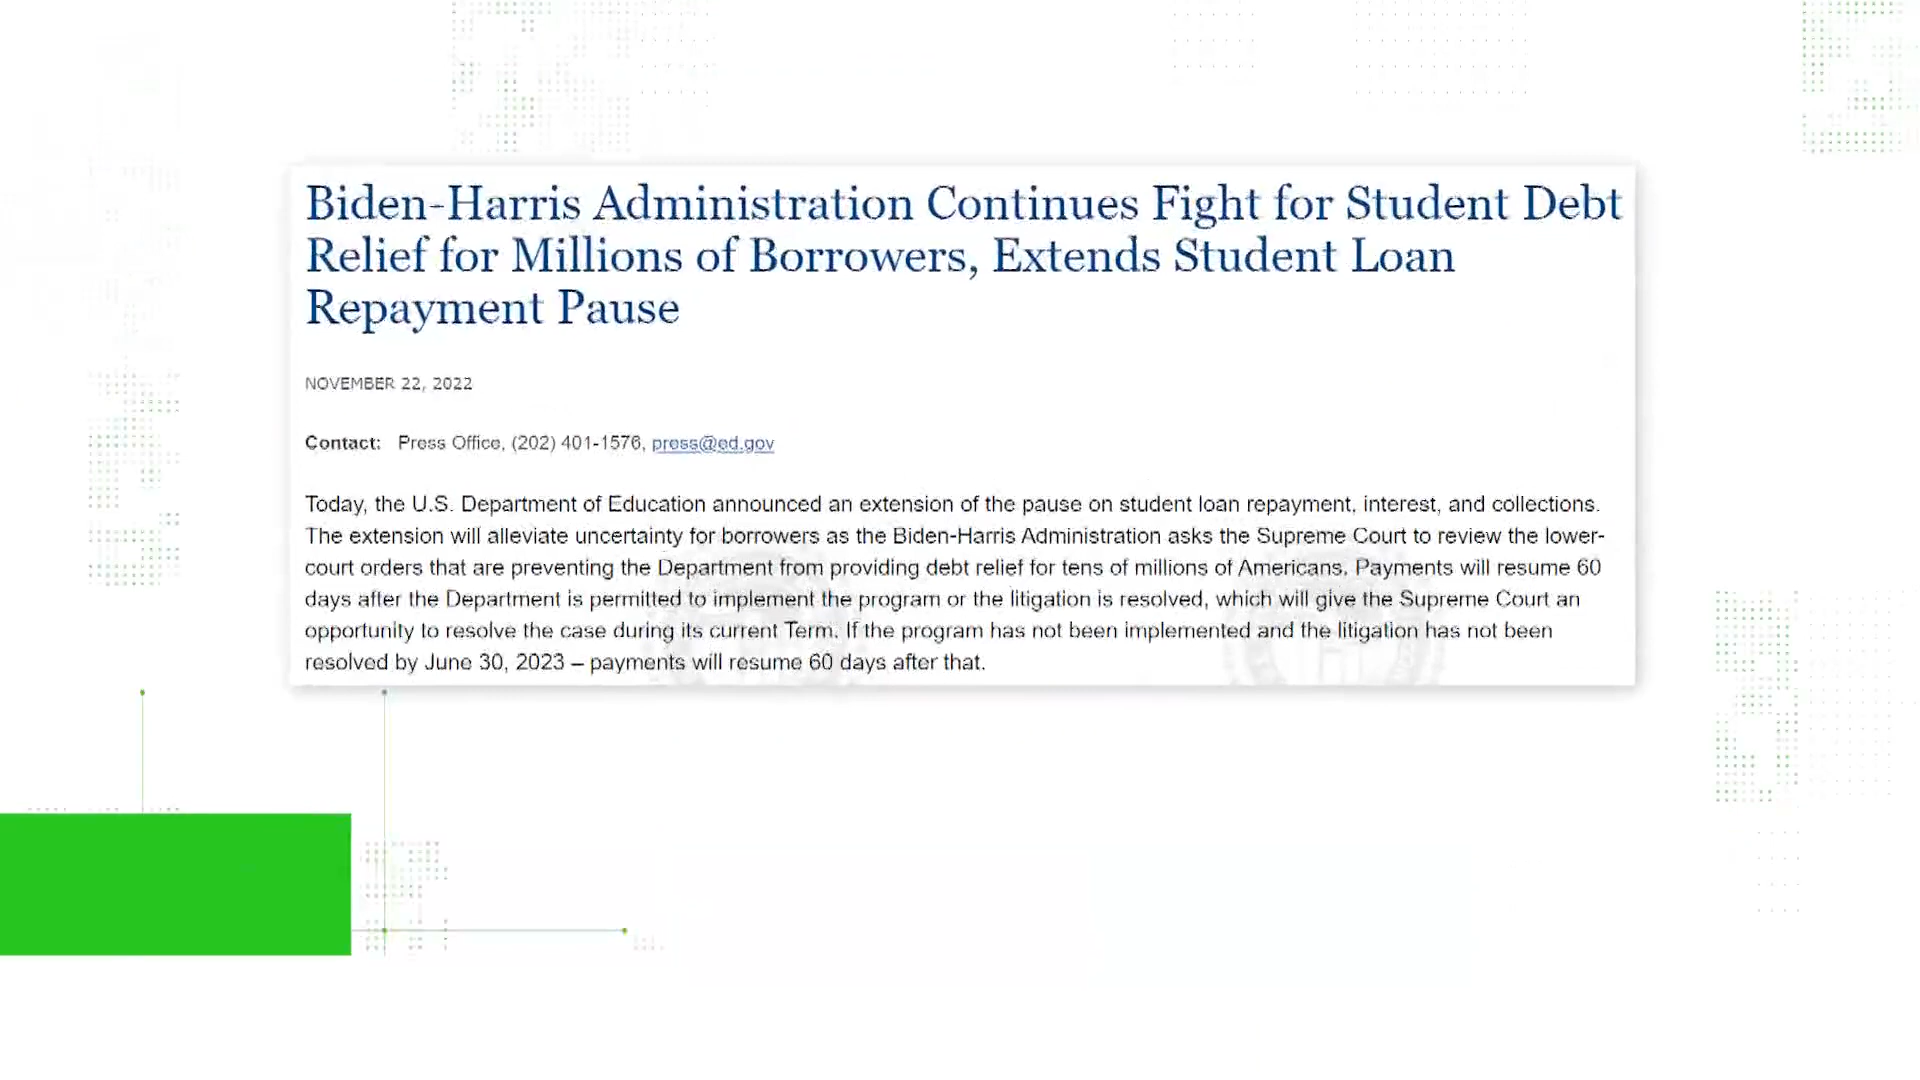 Biden-Harris Administration Continues Fight for Student Debt
Relief for Millions of Borrowers, Extends Student Loan
Repayment Pause
NOVEMBER 22, 2022
Contact: Press Office, (202) 401-1576, press@ed.gov
Today, the U.S. Department of Education announced an extension of the pause on student loan repayment, interest, and collections.
The extension will alleviate uncertainty for borrowers as the Biden-Harris Administration asks the Supreme Court to review the lower-
court orders that are preventing the Department from providing debt relief for tens of millions of Americans. Payments will resume 60
days after the Department is permitted to implement the program or the litigation is resolved, which will give the Supreme Court an
opportunity to resolve the case during its current Term. If the program has not been implemented and the litigation has not been
resolved by June 30, 2023 – payments will resume 60 days after that.